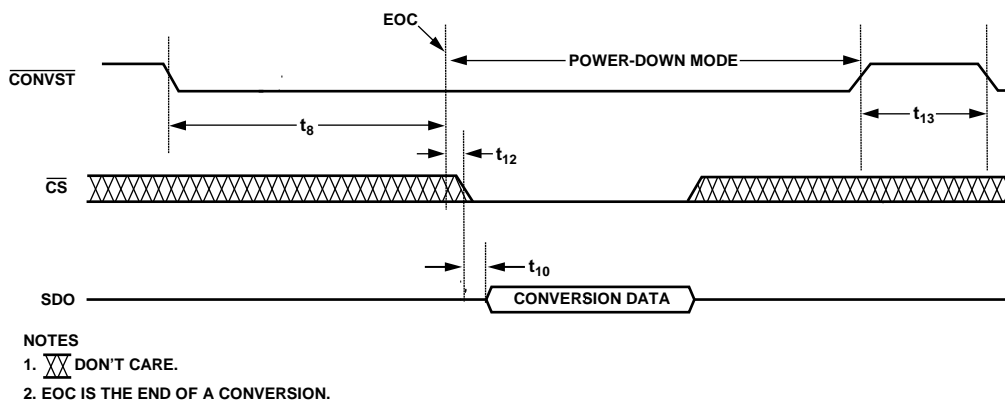 EOC
POWER-DOWN MODE
CONVST
t8
t13
t12
CS
t10
SDO
CONVERSION DATA
NOTES
1. DON'T CARE.
2. EOC IS THE END OF A CONVERSION.